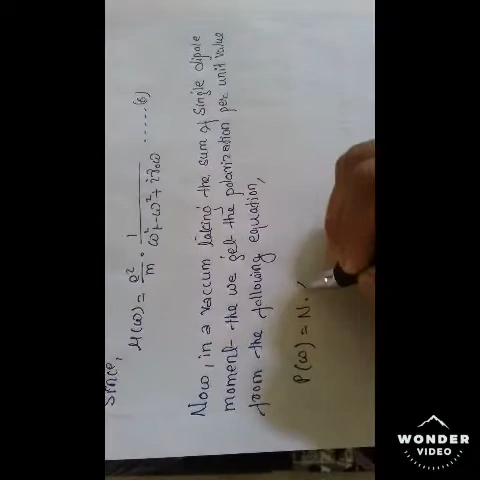 Since,
μ(ω) = e²/m · 1/(ω₀² - ω² + iγ₀ω) ......(6)
Now, in a vaccum taking the sum of single dipole
moment the we get the polarization per unit value
from the following equation,
P(ω) = N.
WONDER
VIDEO